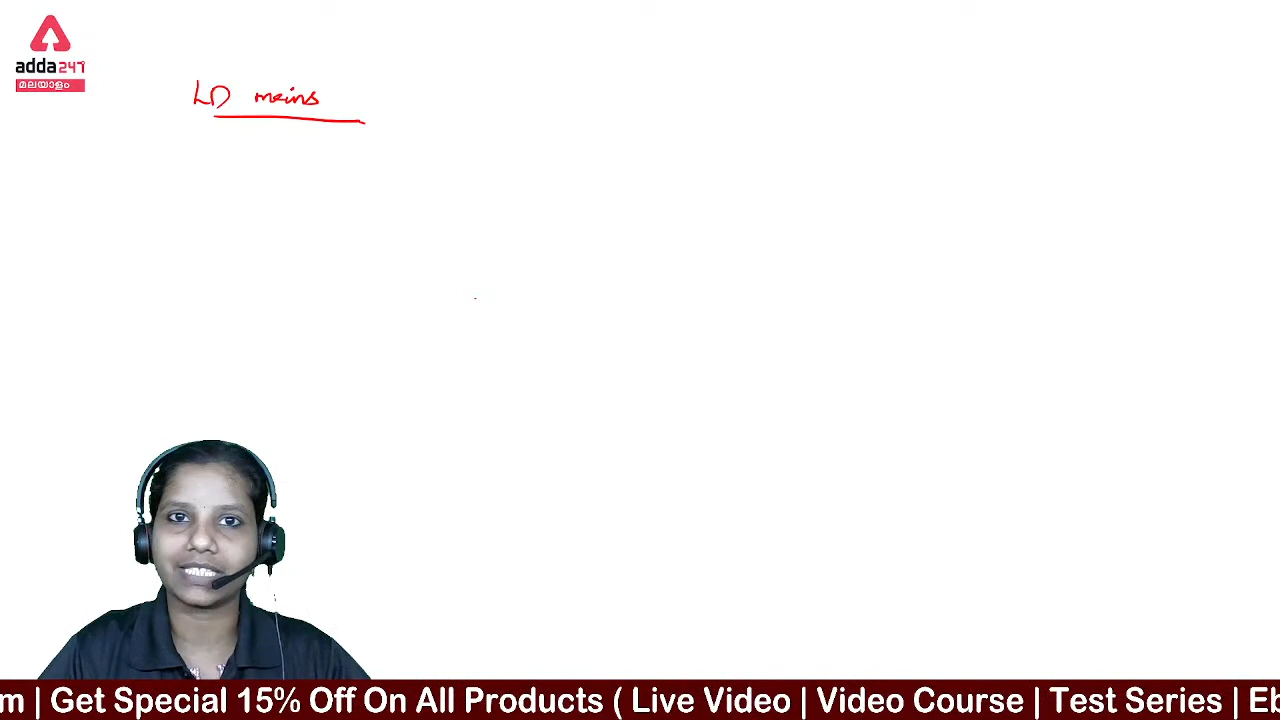 adda247
മലയാളം
LD mains
m | Get Special 15% Off On All Products ( Live Video | Video Course | Test Series | Eb